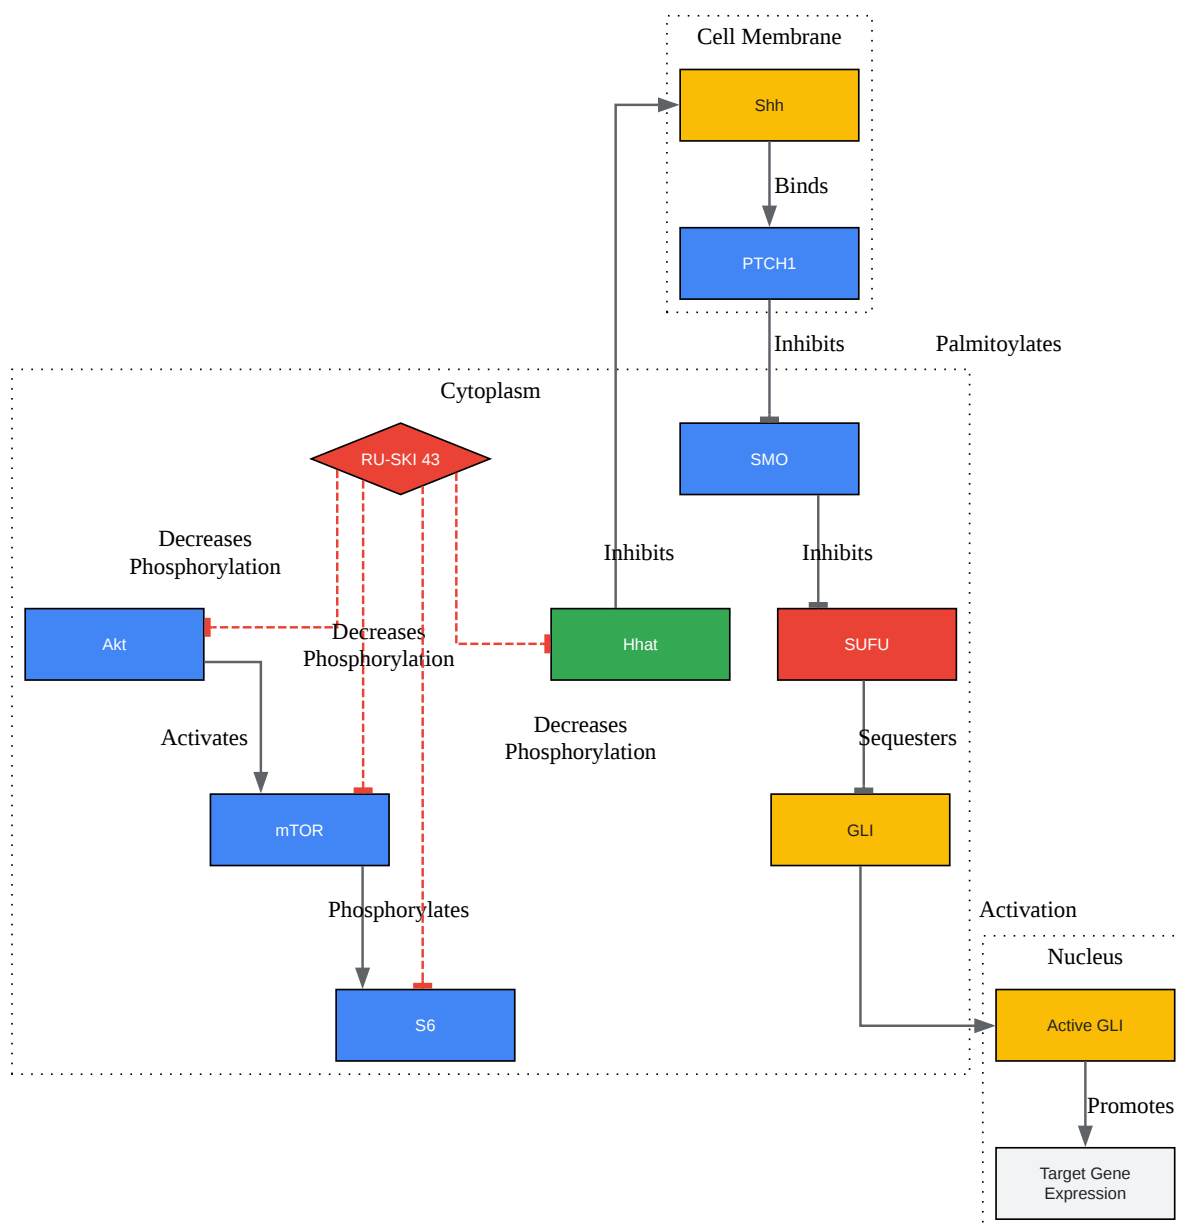 Cell Membrane
Shh
Binds
PTCH1
Inhibits
Palmitoylates
Cytoplasm
RU-SKI 43
SMO
Decreases
Phosphorylation
Inhibits
Inhibits
Akt
Decreases
Phosphorylation
Hhat
SUFU
Activates
Decreases
Phosphorylation
Sequesters
mTOR
GLI
Phosphorylates
Activation
Nucleus
S6
Active GLI
Promotes
Target Gene
Expression